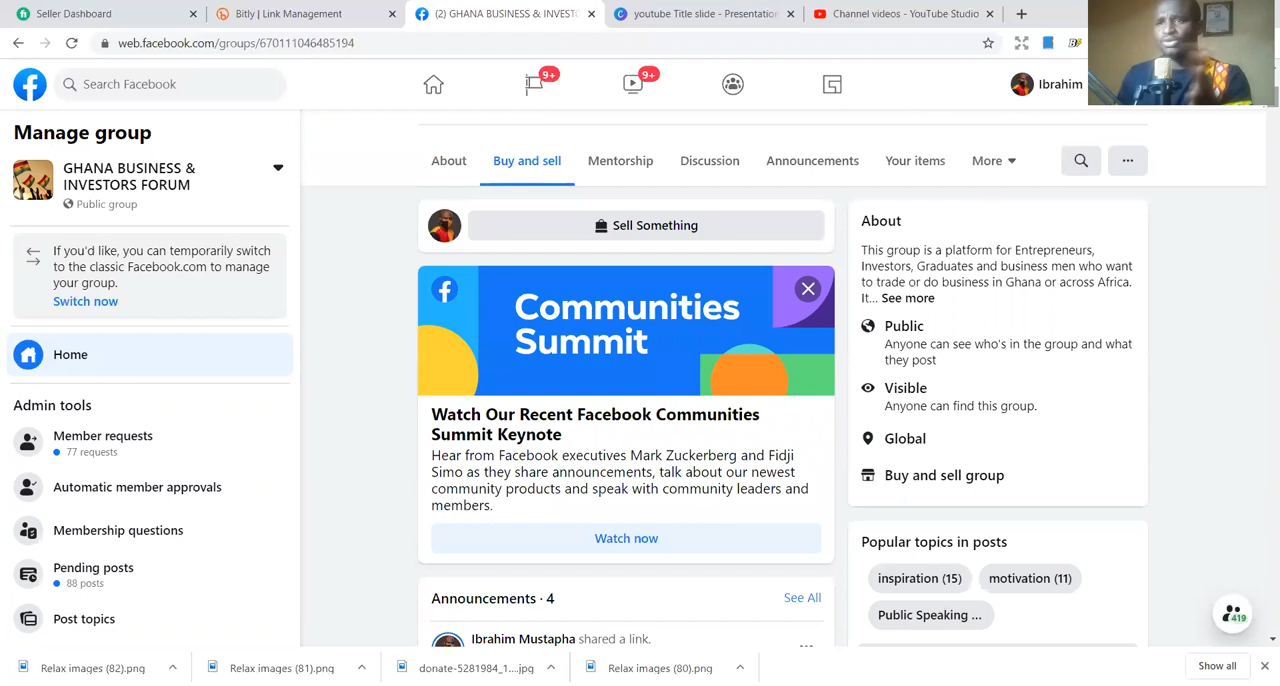 Seller Dashboard
Bitly | Link Management
(2) GHANA BUSINESS & INVEST
youtube Title slide - Presentation
Channel videos - YouTube Studio
web.facebook.com/groups/670111046485194
Search Facebook
9+
9+
Ibrahim
Manage group
GHANA BUSINESS &
INVESTORS FORUM
Public group
If you'd like, you can temporarily switch
to the classic Facebook.com to manage
your group.
Switch now
Home
Admin tools
Member requests
77 requests
Automatic member approvals
Membership questions
Pending posts
88 posts
Post topics
About
Buy and sell
Mentorship
Discussion
Announcements
Your items
More
Sell Something
Communities
Summit
Watch Our Recent Facebook Communities
Summit Keynote
Hear from Facebook executives Mark Zuckerberg and Fidji
Simo as they share announcements, talk about our newest
community products and speak with community leaders and
members.
Watch now
Announcements · 4
See All
Ibrahim Mustapha shared a link.
About
This group is a platform for Entrepreneurs,
Investors, Graduates and business men who want
to trade or do business in Ghana or across Africa.
It... See more
Public
Anyone can see who's in the group and what
they post
Visible
Anyone can find this group.
Global
Buy and sell group
Popular topics in posts
inspiration (15)
motivation (11)
Public Speaking ...
419
Relax images (82).png
Relax images (81).png
donate-5281984_1....jpg
Relax images (80).png
Show all